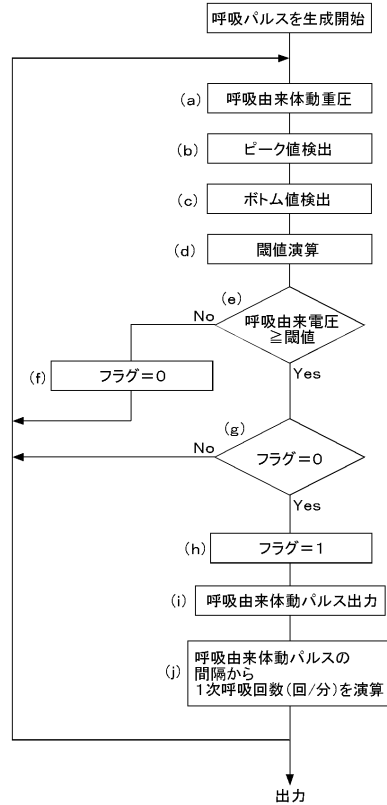 呼吸パルスを生成開始
(a)
呼吸由来体動重圧
(b)
ピーク値検出
(c)
ボトム値検出
(d)
閾値演算
(e)
呼吸由来電圧
≧閾値
No
Yes
(f)
フラグ=0
(g)
フラグ=0
No
Yes
(h)
フラグ=1
(i)
呼吸由来体動パルス出力
(j)
呼吸由来体動パルスの
間隔から
1次呼吸回数(回/分)を演算
出力